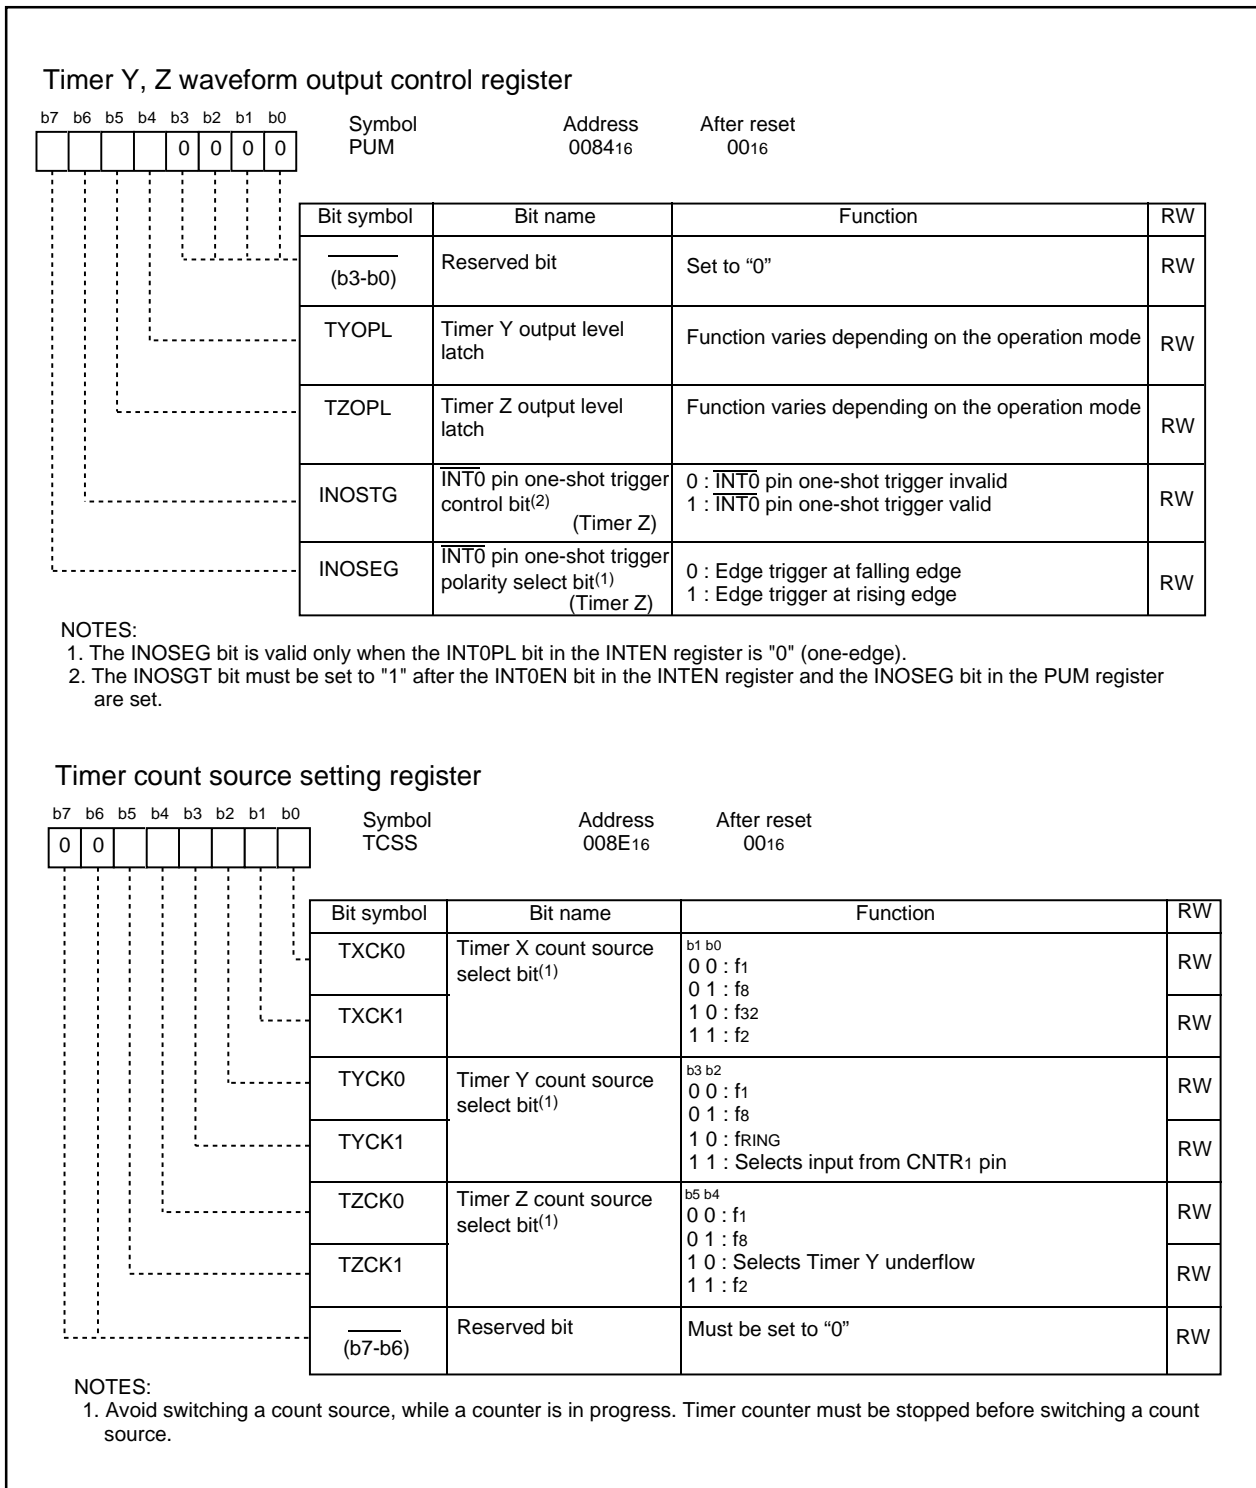 Timer Y, Z waveform output control register
b7 b6 b5 b4 b3 b2 b1 b0
Symbol Address After reset
0 0 0 0 PUM 008416 0016
Bit symbol Bit name Function RW
(b3-b0) Reserved bit Set to “0” RW
TYOPL Timer Y output level latch Function varies depending on the operation mode RW
TZOPL Timer Z output level latch Function varies depending on the operation mode RW
INOSTG INT0 pin one-shot trigger control bit(2) (Timer Z) 0 : INT0 pin one-shot trigger invalid
1 : INT0 pin one-shot trigger valid RW
INOSEG INT0 pin one-shot trigger polarity select bit(1) (Timer Z) 0 : Edge trigger at falling edge
1 : Edge trigger at rising edge RW
NOTES:
1. The INOSEG bit is valid only when the INT0PL bit in the INTEN register is "0" (one-edge).
2. The INOSGT bit must be set to "1" after the INT0EN bit in the INTEN register and the INOSEG bit in the PUM register
are set.
Timer count source setting register
b7 b6 b5 b4 b3 b2 b1 b0
Symbol Address After reset
0 0 TCSS 008E16 0016
Bit symbol Bit name Function RW
TXCK0 Timer X count source select bit(1) b1 b0
0 0 : f1
0 1 : f8 RW
TXCK1 1 0 : f32
1 1 : f2 RW
TYCK0 Timer Y count source select bit(1) b3 b2
0 0 : f1
0 1 : f8 RW
TYCK1 1 0 : fRING
1 1 : Selects input from CNTR1 pin RW
TZCK0 Timer Z count source select bit(1) b5 b4
0 0 : f1
0 1 : f8 RW
TZCK1 1 0 : Selects Timer Y underflow
1 1 : f2 RW
(b7-b6) Reserved bit Must be set to “0” RW
NOTES:
1. Avoid switching a count source, while a counter is in progress. Timer counter must be stopped before switching a count
source.